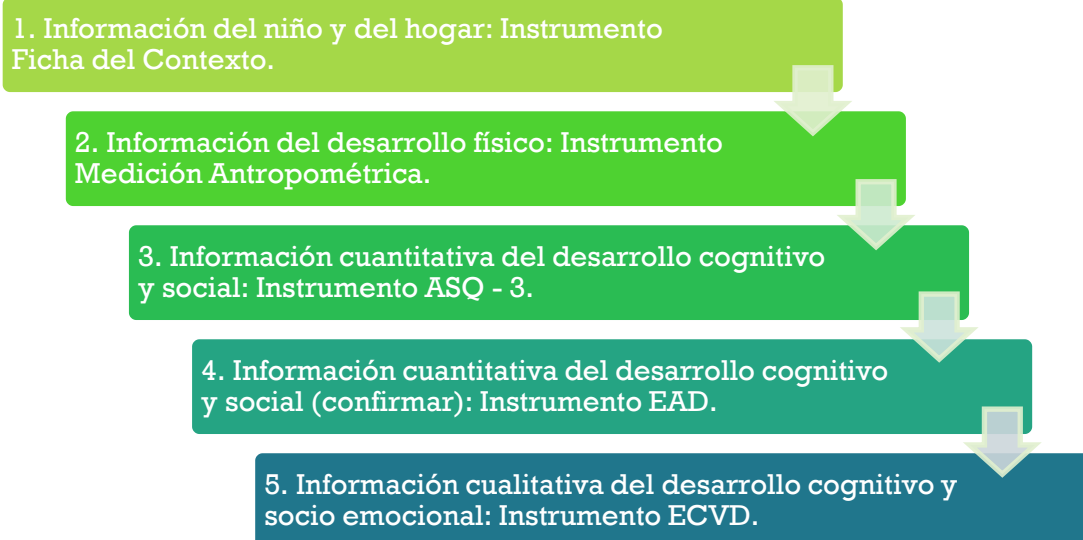 1. Información del niño y del hogar: Instrumento
Ficha del Contexto.
2. Información del desarrollo físico: Instrumento
Medición Antropométrica.
3. Información cuantitativa del desarrollo cognitivo
y social: Instrumento ASQ - 3.
4. Información cuantitativa del desarrollo cognitivo
y social (confirmar): Instrumento EAD.
5. Información cualitativa del desarrollo cognitivo y
socio emocional: Instrumento ECVD.